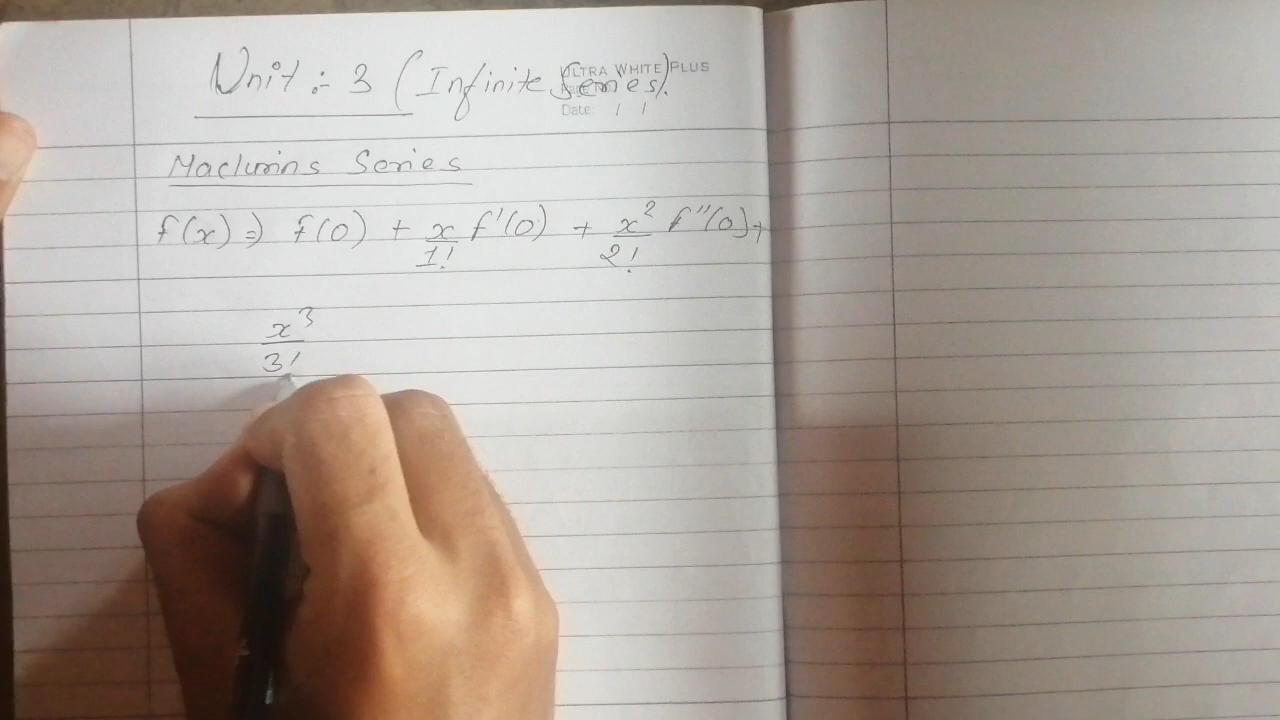 Unit :- 3 (Infinite Series).
ULTRA WHITE PLUS
Date: / /
Maclurins Series
f(x) ⇒ f(0) + x/1! f'(0) + x²/2! f''(0) +
x³/3!